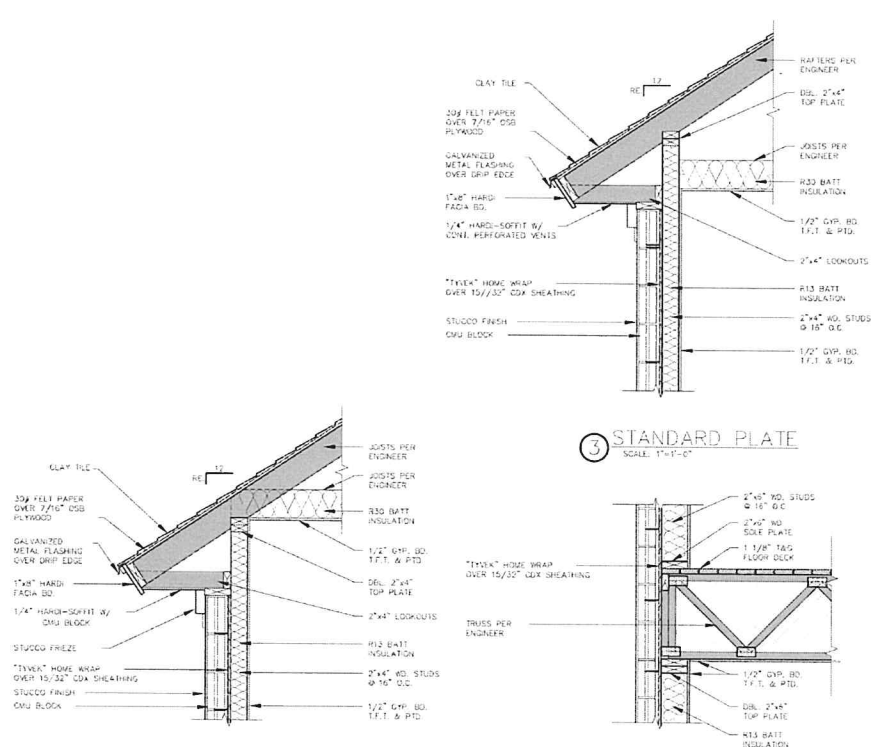 CLAY TILE
30# FELT PAPER
OVER 7/16" OSB
PLYWOOD
GALVANIZED
METAL FLASHING
OVER DRIP EDGE
1"x8" HARDI
FACIA BD.
1/4" HARDI-SOFFIT W/
CONT. PERFORATED VENTS
"TYVEK" HOME WRAP
OVER 15//32" CDX SHEATHING
STUCCO FINISH
CMU BLOCK
12
RE:
RAFTERS PER
ENGINEER
DBL. 2"x4"
TOP PLATE
JOISTS PER
ENGINEER
R30 BATT
INSULATION
1/2" GYP. BD.
T.F.T. & PTD.
2"x4" LOOKOUTS
R13 BATT
INSULATION
2"x4" WD. STUDS
@ 16" O.C.
1/2" GYP. BD.
T.F.T. & PTD.
3 STANDARD PLATE
SCALE: 1"=1'-0"
CLAY TILE
30# FELT PAPER
OVER 7/16" OSB
PLYWOOD
GALVANIZED
METAL FLASHING
OVER DRIP EDGE
1"x8" HARDI
FACIA BD.
1/4" HARDI-SOFFIT W/
CMU BLOCK
STUCCO FRIEZE
"TYVEK" HOME WRAP
OVER 15/32" CDX SHEATHING
STUCCO FINISH
CMU BLOCK
12
RE:
JOISTS PER
ENGINEER
JOISTS PER
ENGINEER
R30 BATT
INSULATION
1/2" GYP. BD.
T.F.T. & PTD
DBL. 2"x4"
TOP PLATE
2"x4" LOOKOUTS
R13 BATT
INSULATION
2"x4" WD. STUDS
@ 16" O.C.
1/2" GYP. BD.
T.F.T. & PTD
"TYVEK" HOME WRAP
OVER 15/32" CDX SHEATHING
TRUSS PER
ENGINEER
2"x6" WD. STUDS
@ 16" O.C
2"x6" WD
SOLE PLATE
1 1/8" T&G
FLOOR DECK
1/2" GYP. BD.
T.F.T. & PTD.
DBL. 2"x6"
TOP PLATE
R13 BATT
INSULATION